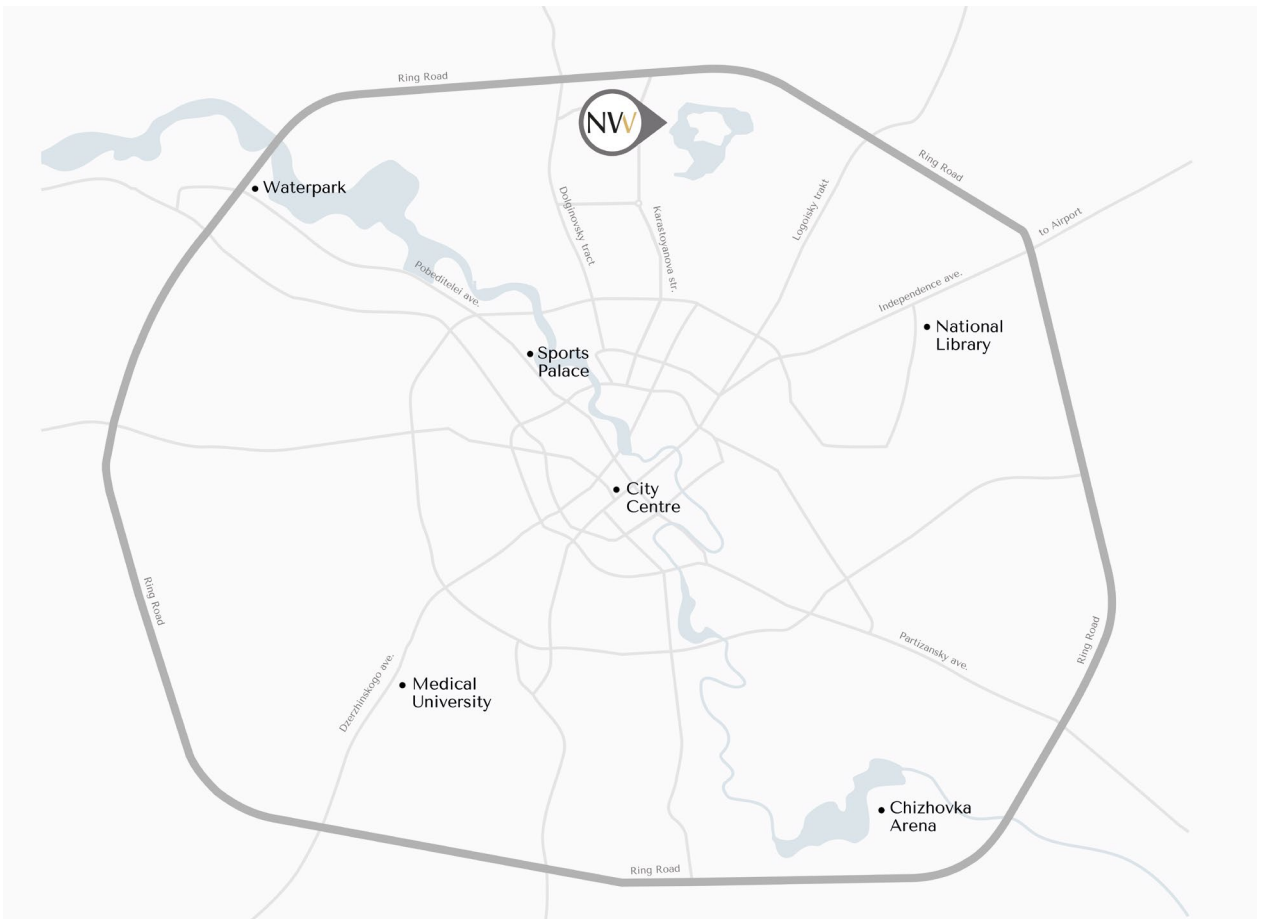 Ring Road
NW
Ring Road
Waterpark
Dolginovsky tract
Karastoyanova str.
Logoisky trakt
to Airport
Pobeditelei ave.
Independence ave.
National
Library
Sports
Palace
City
Centre
Ring Road
Partizansky ave.
Ring Road
Dzerzhinskogo ave.
Medical
University
Chizhovka
Arena
Ring Road